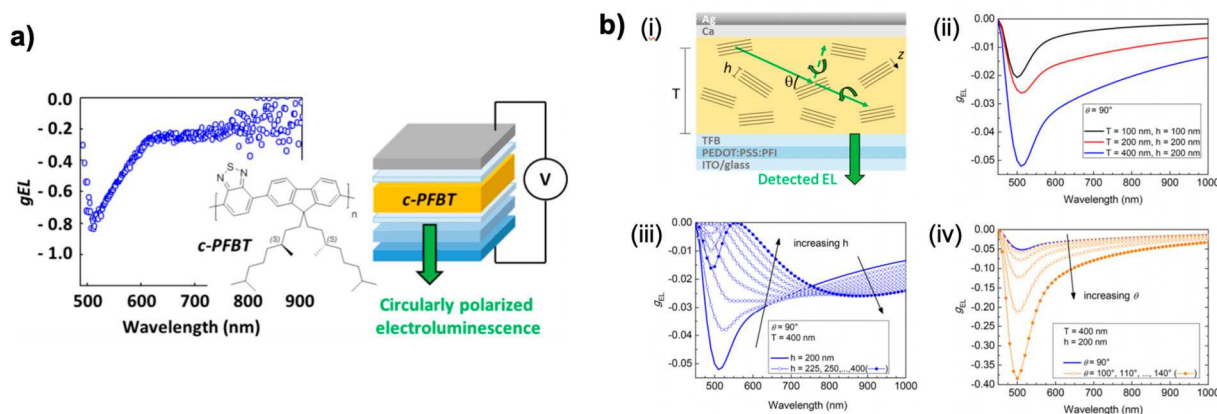 a)
gEL
0.0
- 0.2
- 0.4
- 0.6
- 0.8
- 1.0
500 600 700 800 900
Wavelength (nm)
N S N
n
(S) (S)
c-PFBT
c-PFBT
V
Circularly polarized
electroluminescence
b) (i)
Ag
Ca
T
h
θ
z
TFB
PEDOT:PSS:PFI
ITO/glass
Detected EL
(ii)
g_EL
0.00
-0.01
-0.02
-0.03
-0.04
-0.05
θ = 90°
T = 100 nm, h = 100 nm
T = 200 nm, h = 200 nm
T = 400 nm, h = 200 nm
500 600 700 800 900 1000
Wavelength (nm)
(iii)
g_EL
0.00
-0.01
-0.02
-0.03
-0.04
-0.05
increasing h
θ = 90°
T = 400 nm
h = 200 nm
h = 225, 250,...,400(
500 600 700 800 900 1000
Wavelength (nm)
(iv)
g_EL
0.00
-0.05
-0.10
-0.15
-0.20
-0.25
-0.30
-0.35
-0.40
increasing θ
T = 400 nm
h = 200 nm
θ = 90°
θ = 100°, 110°, ..., 140° ( )
500 600 700 800 900 1000
Wavelength (nm)